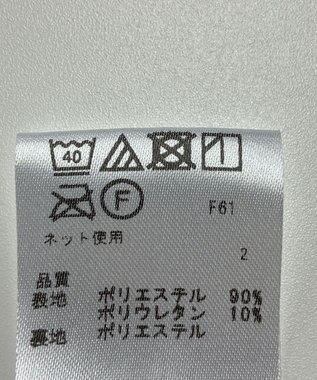 40
F
F61
ネット使用
2
品質
表地 ポリエステル 90%
ポリウレタン 10%
裏地 ポリエステル